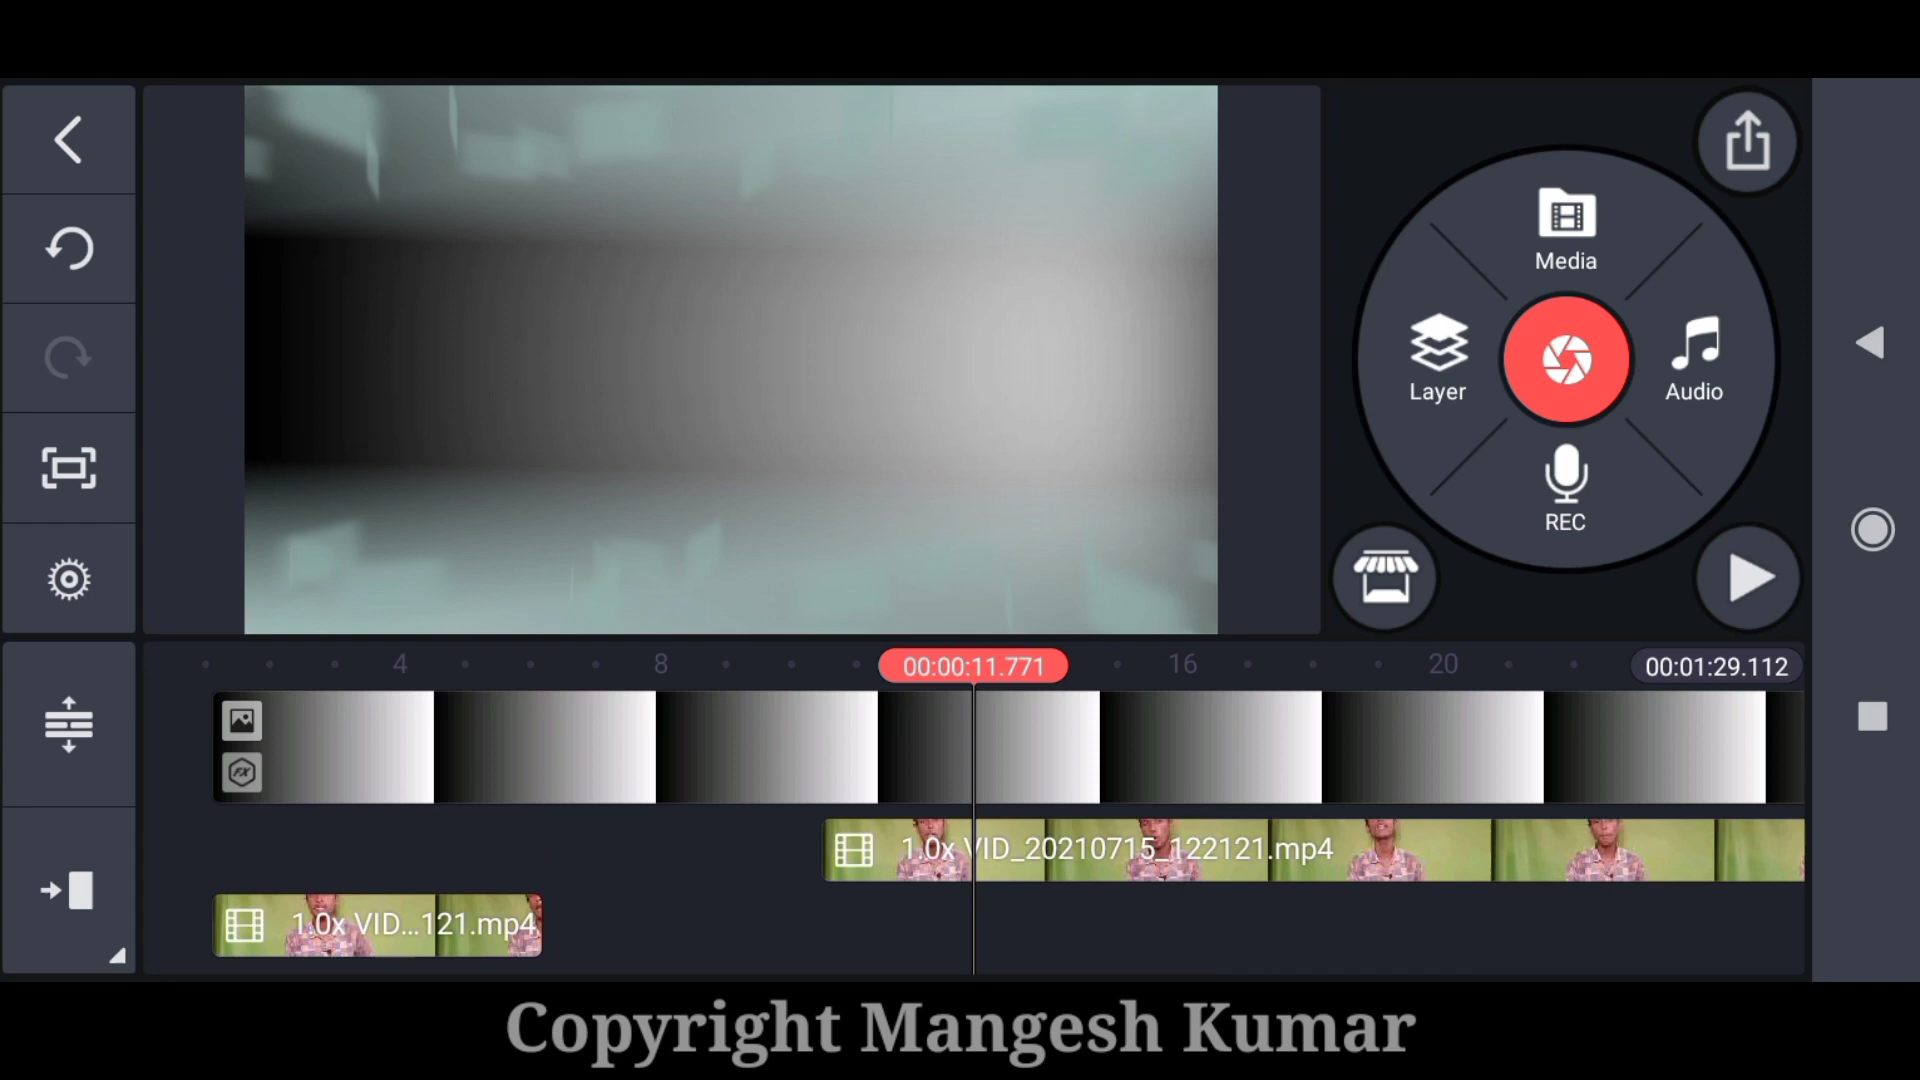 Media
Layer
Audio
REC
4
8
00:00:11.771
16
20
00:01:29.112
FX
1.0x VID_20210715_122121.mp4
1.0x VID...121.mp4
Copyright Mangesh Kumar